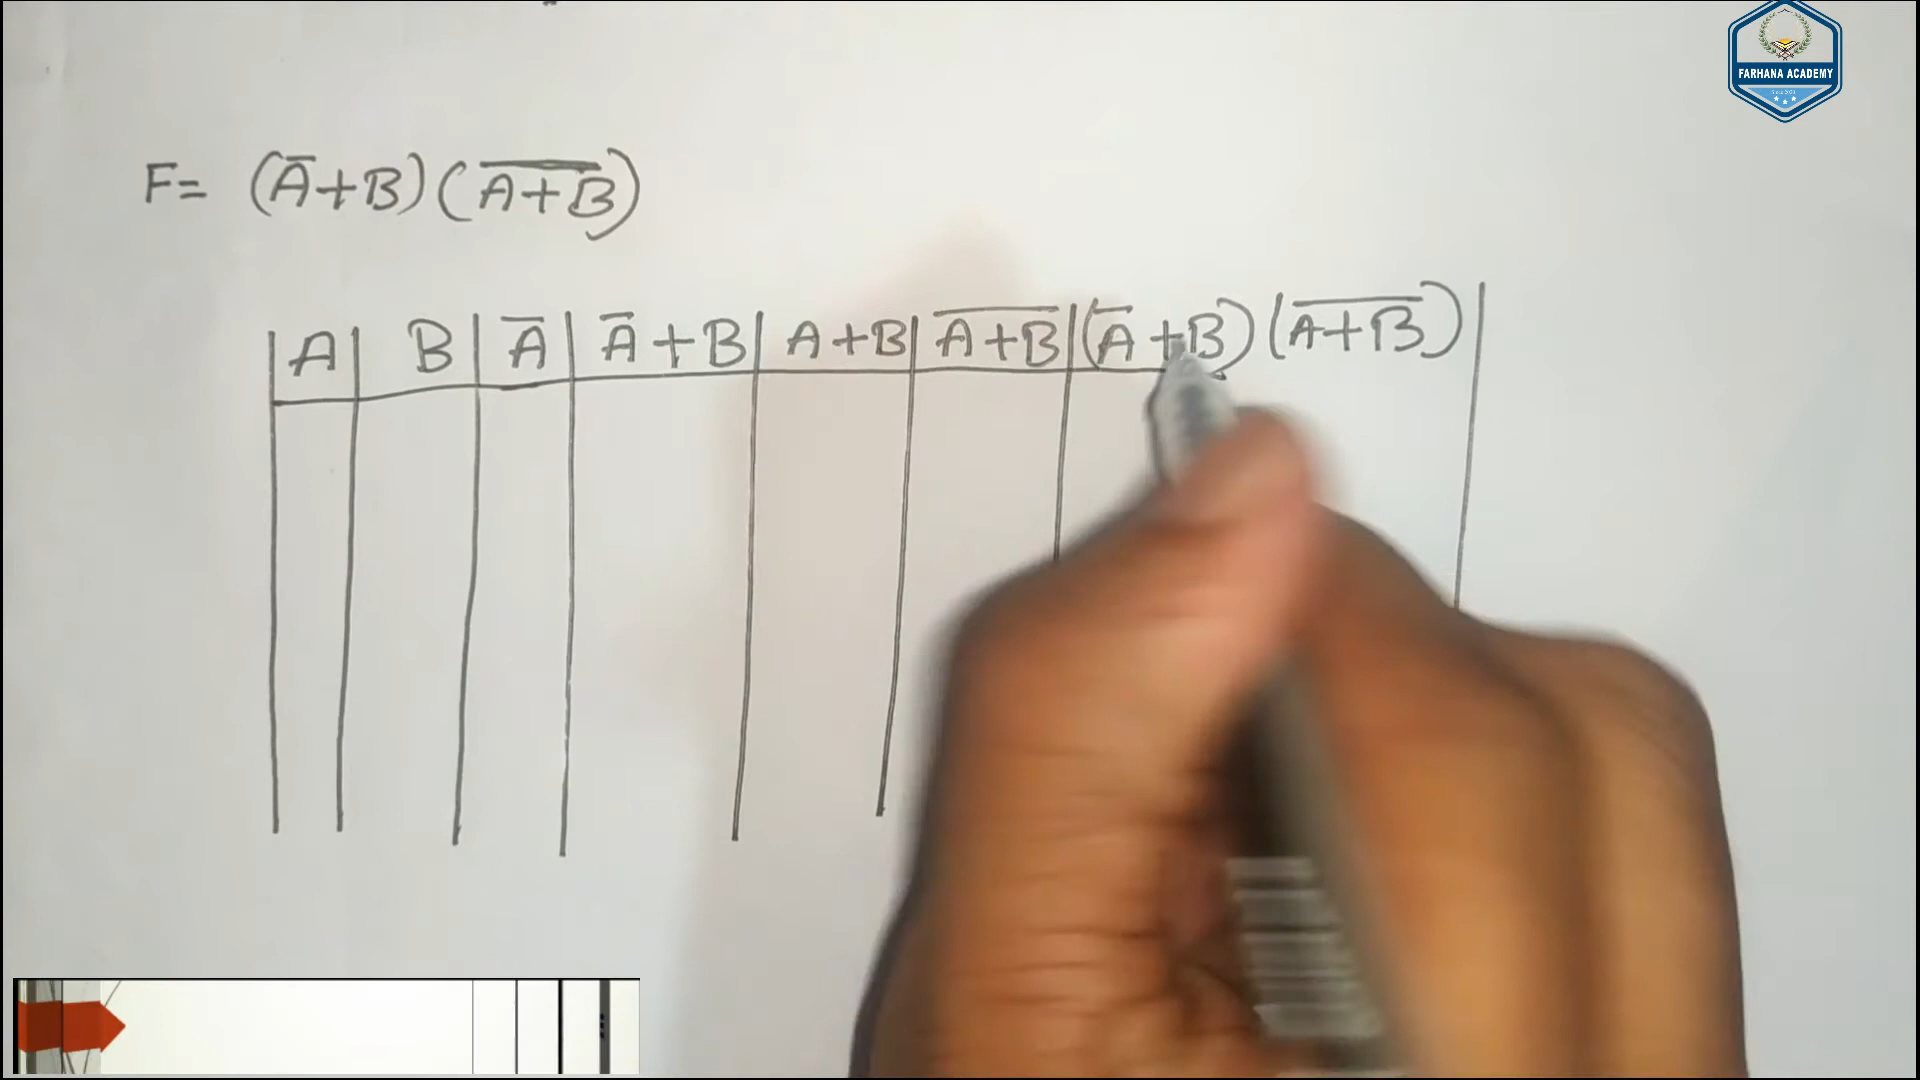 FARHANA ACADEMY
F= (A̅+B)(A̅+̅B̅)
A | B | A̅ | A̅+B | A+B | A̅+̅B̅ | (A̅+B)(A̅+̅B̅)